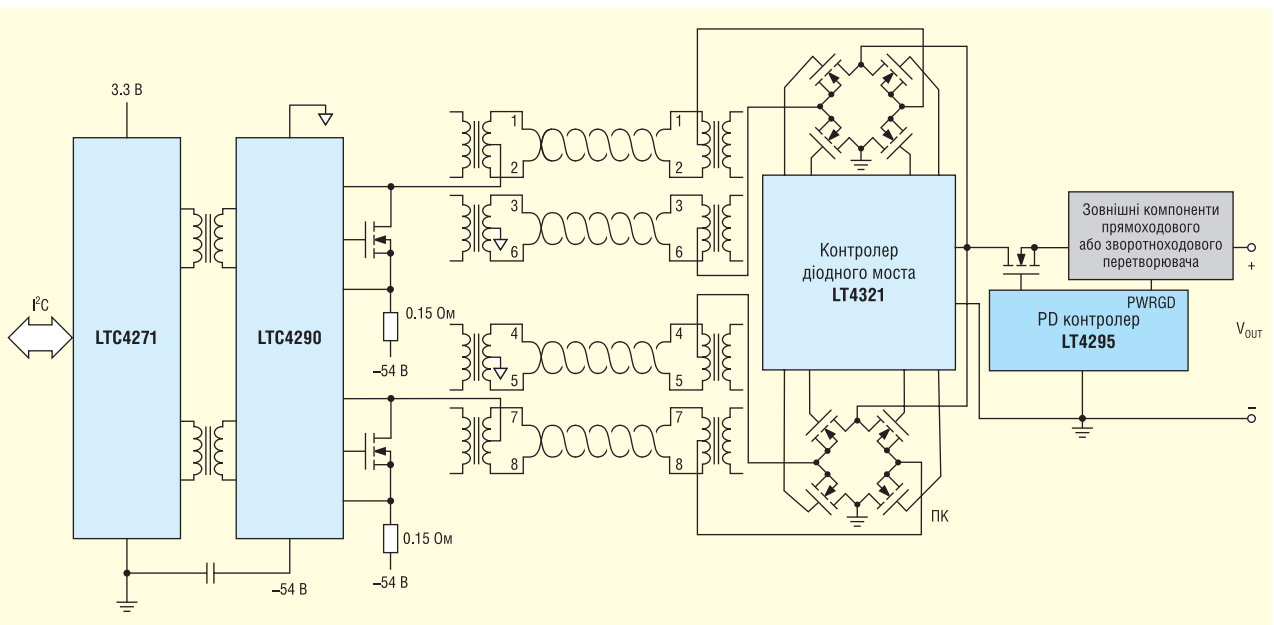 3.3 В
I²C
LTC4271
LTC4290
–54 В
0.15 Ом
–54 В
0.15 Ом
–54 В
1
2
3
6
4
5
7
8
1
2
3
6
4
5
7
8
Контролер
діодного моста
LT4321
ПК
Зовнішні компоненти
прямоходового
або зворотноходового
перетворювача
PWRGD
PD контролер
LT4295
+
V_OUT
–